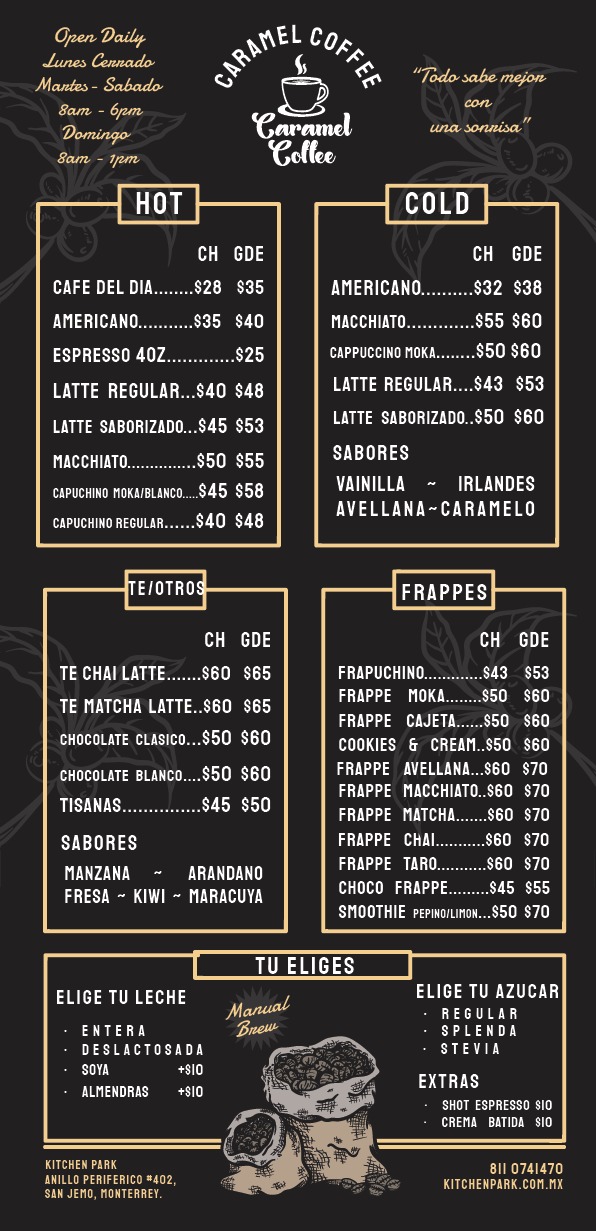 Open Daily
Lunes Cerrado
Martes - Sabado
8am - 6pm
Domingo
8am - 1pm
CARAMEL COFFEE
Caramel
Coffee
“Todo sabe mejor
con
una sonrisa”
HOT
CH GDE
CAFE DEL DIA........$28 $35
AMERICANO...........$35 $40
ESPRESSO 4OZ.............$25
LATTE REGULAR...$40 $48
LATTE SABORIZADO...$45 $53
MACCHIATO..............$50 $55
CAPUCHINO MOKA/BLANCO.....$45 $58
CAPUCHINO REGULAR......$40 $48
COLD
CH GDE
AMERICANO..........$32 $38
MACCHIATO.............$55 $60
CAPPUCCINO MOKA........$50 $60
LATTE REGULAR....$43 $53
LATTE SABORIZADO..$50 $60
SABORES
VAINILLA ~ IRLANDES
AVELLANA~CARAMELO
TE/OTROS
CH GDE
TE CHAI LATTE.......$60 $65
TE MATCHA LATTE..$60 $65
CHOCOLATE CLASICO...$50 $60
CHOCOLATE BLANCO....$50 $60
TISANAS...............$45 $50
SABORES
MANZANA ~ ARANDANO
FRESA ~ KIWI ~ MARACUYA
FRAPPES
CH GDE
FRAPUCHINO.............$43 $53
FRAPPE MOKA........$50 $60
FRAPPE CAJETA......$50 $60
COOKIES & CREAM..$50 $60
FRAPPE AVELLANA...$60 $70
FRAPPE MACCHIATO..$60 $70
FRAPPE MATCHA.......$60 $70
FRAPPE CHAI...........$60 $70
FRAPPE TARO...........$60 $70
CHOCO FRAPPE.........$45 $55
SMOOTHIE PEPINO/LIMON...$50 $70
TU ELIGES
ELIGE TU LECHE
· ENTERA
· DESLACTOSADA
· SOYA +$10
· ALMENDRAS +$10
Manual
Brew
ELIGE TU AZUCAR
· REGULAR
· SPLENDA
· STEVIA
EXTRAS
· SHOT ESPRESSO $10
· CREMA BATIDA $10
KITCHEN PARK
ANILLO PERIFERICO #402,
SAN JEMO, MONTERREY.
811 0741470
KITCHENPARK.COM.MX